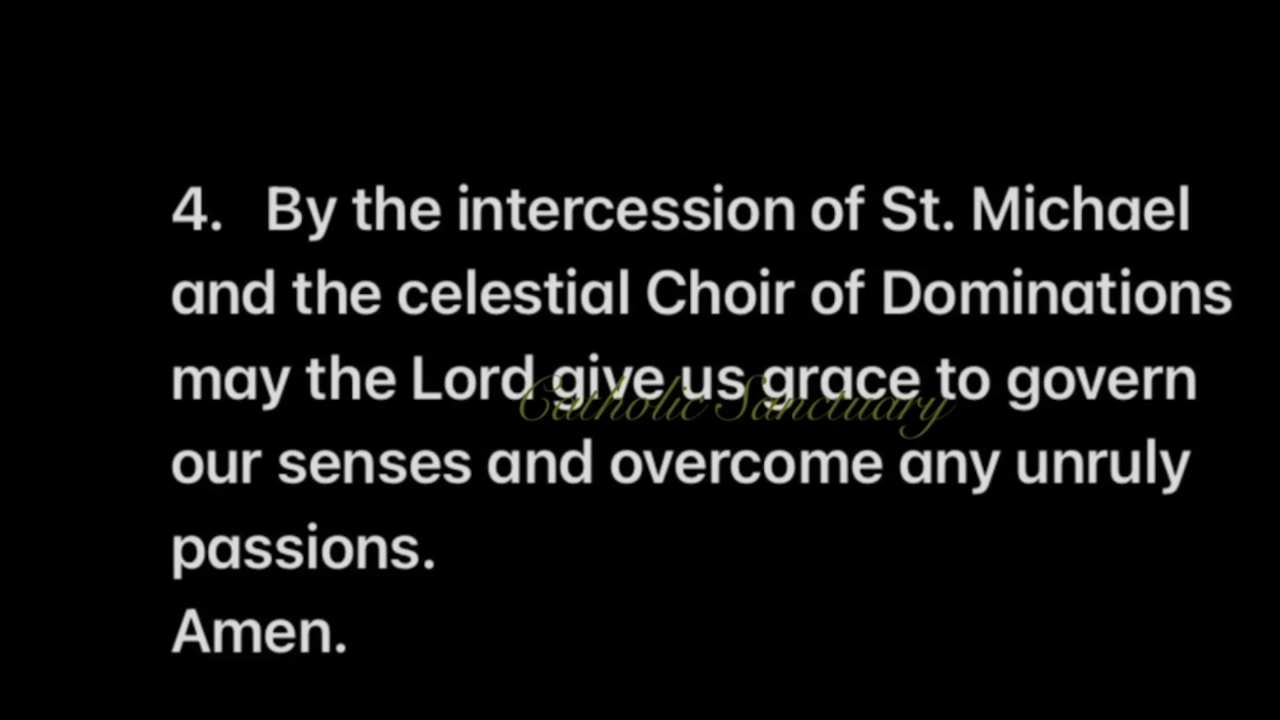 4. By the intercession of St. Michael
and the celestial Choir of Dominations
may the Lord give us grace to govern
Catholic Sanctuary
our senses and overcome any unruly
passions.
Amen.